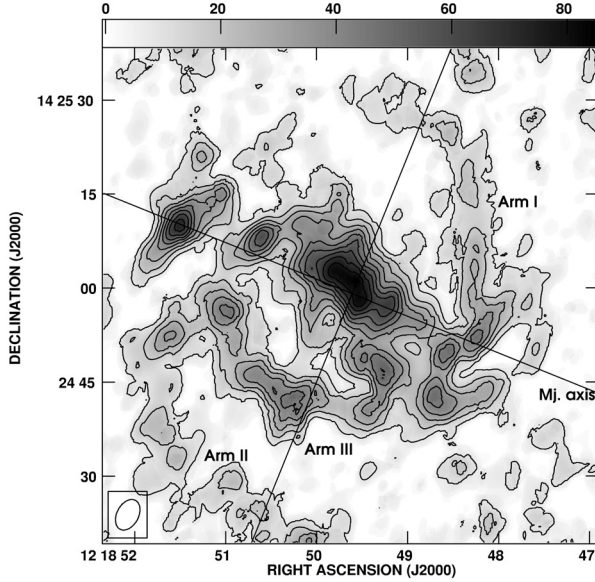 0 20 40 60 80
14 25 30
15
Arm I
00
DECLINATION (J2000)
24 45
Mj. axis
Arm II Arm III
30
12 18 52 51 50 49 48 47
RIGHT ASCENSION (J2000)